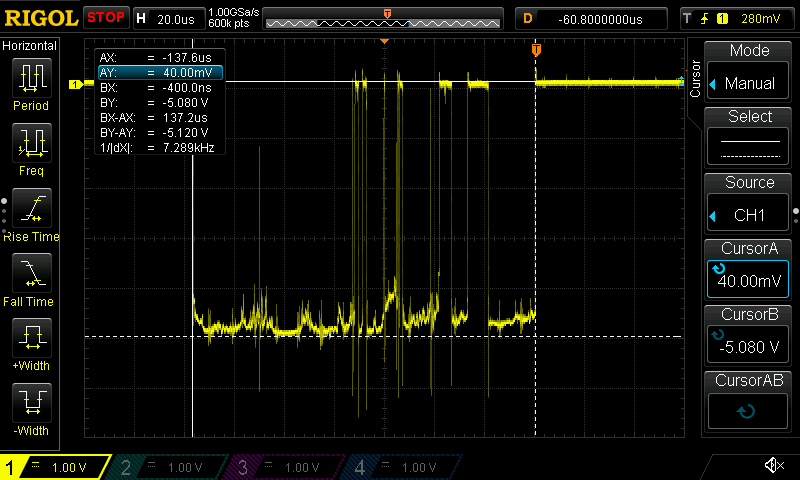 RIGOL STOP H 20.0us 1.00GSa/s 600k pts T D -60.8000000us T 1 280mV
Horizontal
Period
Freq
Rise Time
Fall Time
+Width
-Width
T
1
AX: = -137.6us
AY: = 40.00mV
BX: = -400.0ns
BY: = -5.080 V
BX-AX: = 137.2us
BY-AY: = -5.120 V
1/|dX|: = 7.289kHz
Cursor
Mode
Manual
Select
Source
CH1
CursorA
40.00mV
CursorB
-5.080 V
CursorAB
1 = 1.00 V 2 = 1.00 V 3 = 1.00 V 4 = 1.00 V